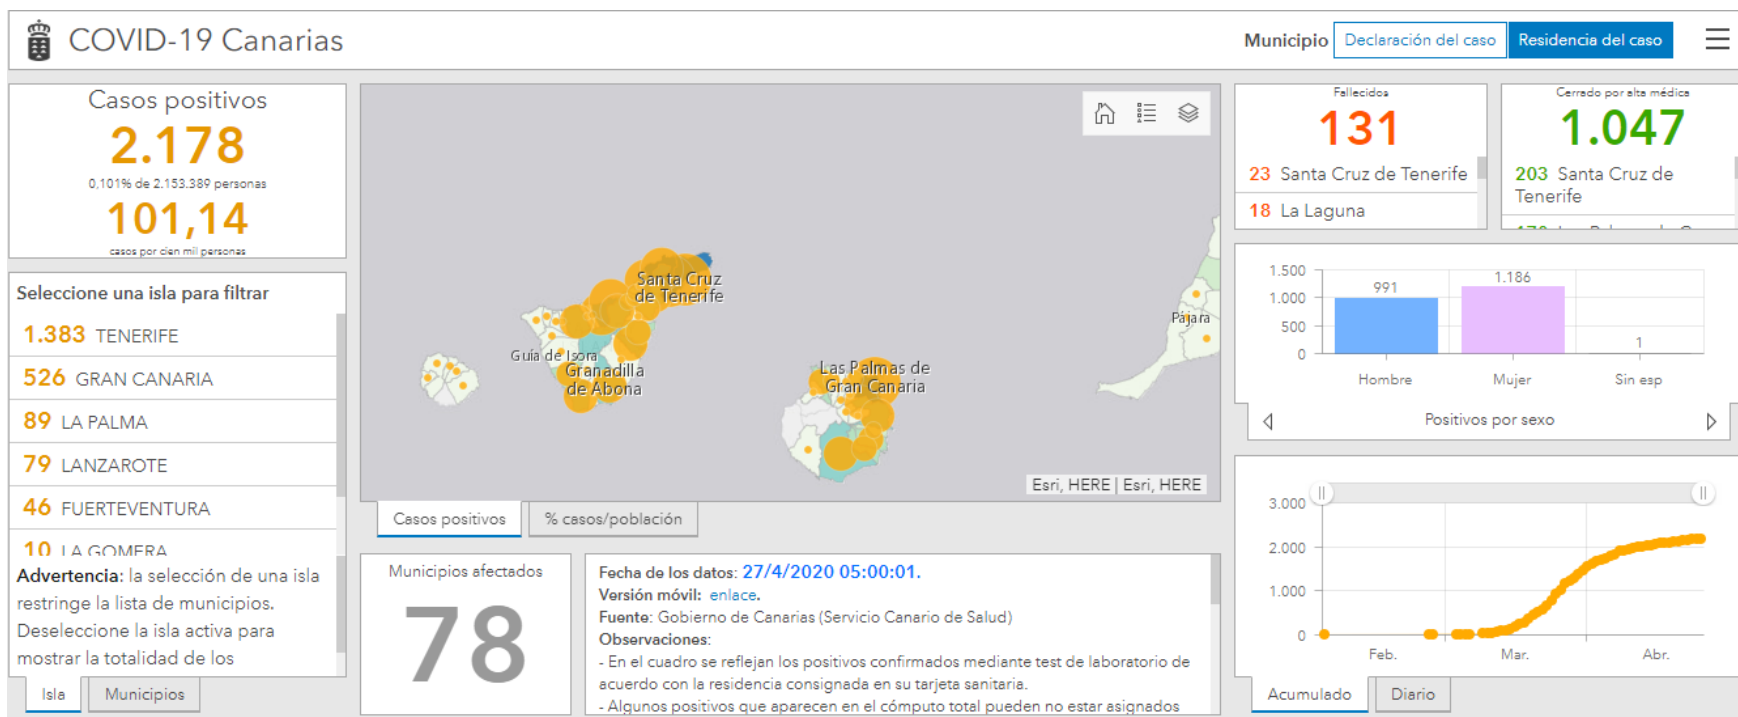 COVID-19 Canarias
Municipio
Declaración del caso
Residencia del caso
Casos positivos
2.178
0,101% de 2.153.389 personas
101,14
casos por cien mil personas
Seleccione una isla para filtrar
1.383 TENERIFE
526 GRAN CANARIA
89 LA PALMA
79 LANZAROTE
46 FUERTEVENTURA
10 LA GOMERA
Advertencia: la selección de una isla
restringe la lista de municipios.
Deseleccione la isla activa para
mostrar la totalidad de los
Isla
Municipios
Santa Cruz
de Tenerife
Guía de Isora
Granadilla
de Abona
Las Palmas de
Gran Canaria
Pájara
Esri, HERE | Esri, HERE
Casos positivos
% casos/población
Municipios afectados
78
Fecha de los datos: 27/4/2020 05:00:01.
Versión móvil: enlace.
Fuente: Gobierno de Canarias (Servicio Canario de Salud)
Observaciones:
- En el cuadro se reflejan los positivos confirmados mediante test de laboratorio de
acuerdo con la residencia consignada en su tarjeta sanitaria.
- Algunos positivos que aparecen en el cómputo total pueden no estar asignados
Fallecidos
131
23 Santa Cruz de Tenerife
18 La Laguna
Cerrado por alta médica
1.047
203 Santa Cruz de
Tenerife
1.500
1.000
500
0
991
1.186
1
Hombre
Mujer
Sin esp
Positivos por sexo
3.000
2.000
1.000
0
Feb.
Mar.
Abr.
Acumulado
Diario